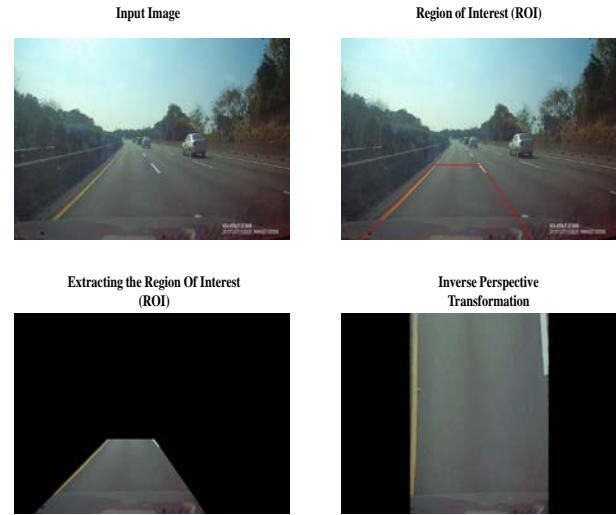 Input Image
Region of Interest (ROI)
Extracting the Region Of Interest
(ROI)
Inverse Perspective
Transformation